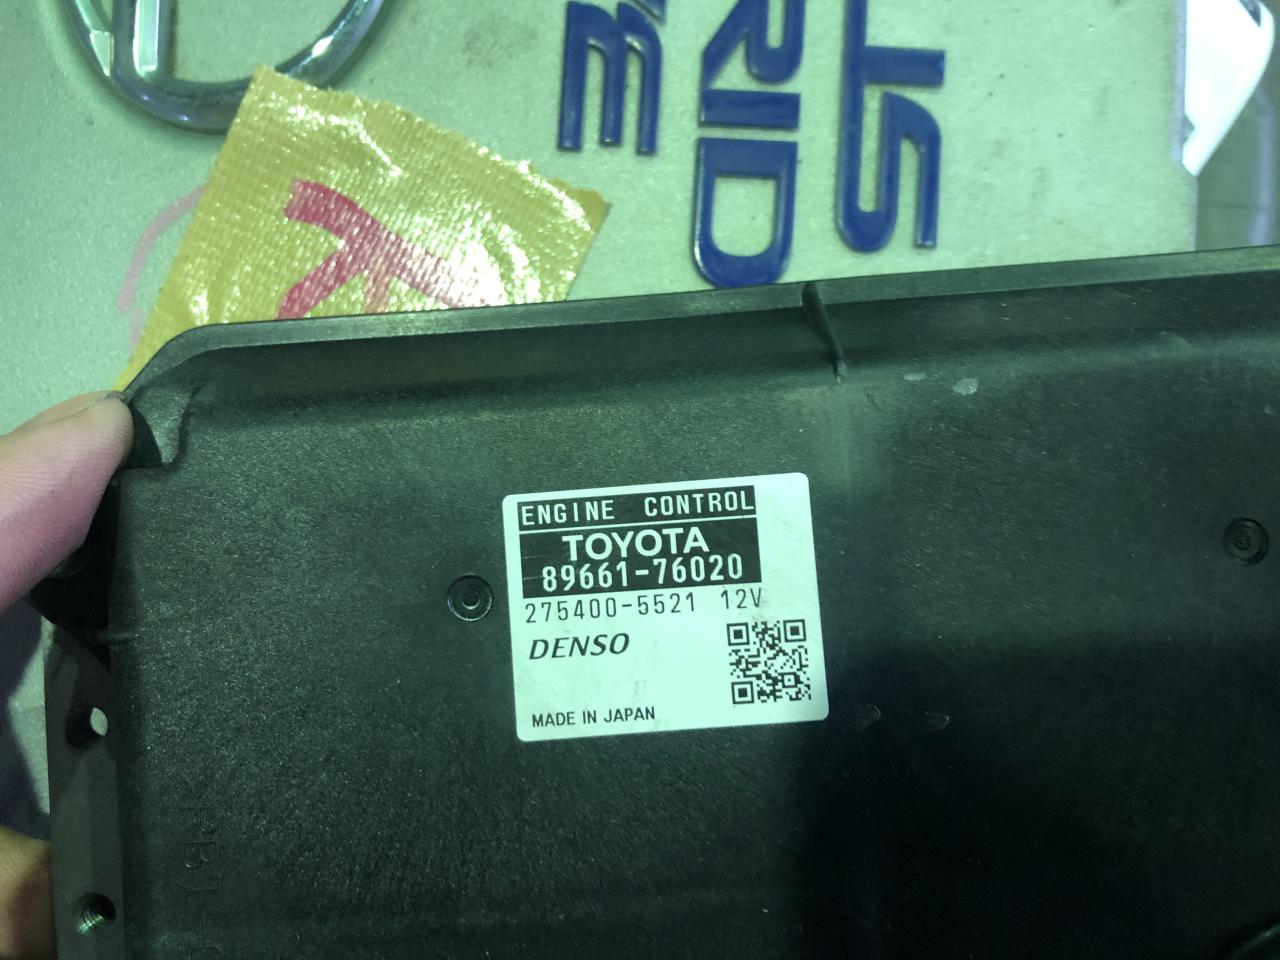 ENGINE CONTROL
TOYOTA
89661-76020
275400-5521 12V
DENSO
MADE IN JAPAN